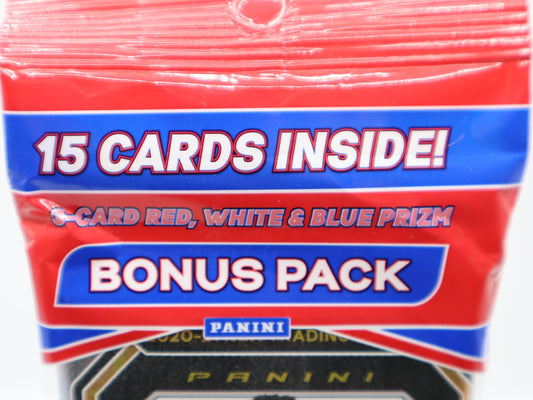 15 CARDS INSIDE!
-CARD RED, WHITE & BLUE PRIZM
BONUS PACK
PANINI
PANINI